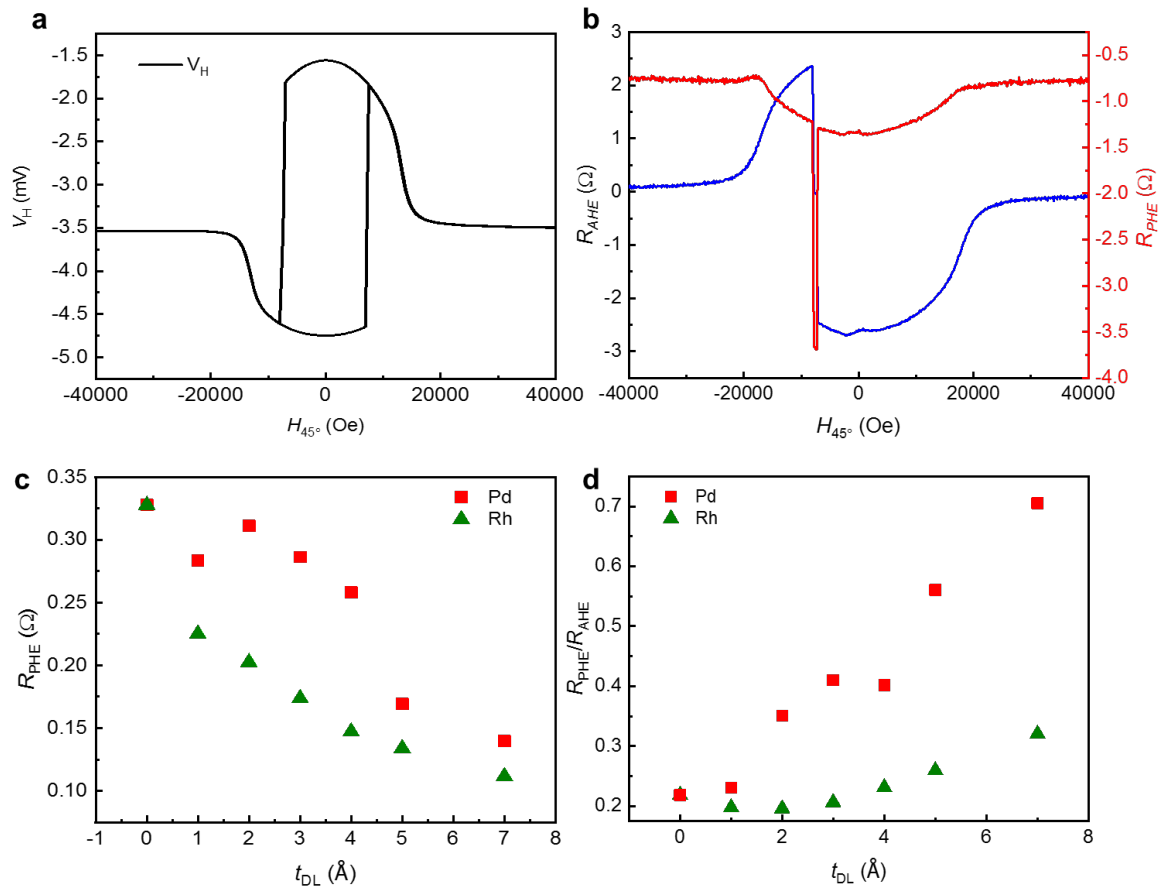 a
V_H
V_H (mV)
-1.5
-2.0
-2.5
-3.0
-3.5
-4.0
-4.5
-5.0
-40000 -20000 0 20000 40000
H_45° (Oe)
b
R_AHE (Ω)
3
2
1
0
-1
-2
-3
R_PHE (Ω)
-0.5
-1.0
-1.5
-2.0
-2.5
-3.0
-3.5
-4.0
-40000 -20000 0 20000 40000
H_45° (Oe)
c
Pd
Rh
R_PHE (Ω)
0.35
0.30
0.25
0.20
0.15
0.10
-1 0 1 2 3 4 5 6 7 8
t_DL (Å)
d
Pd
Rh
R_PHE/R_AHE
0.7
0.6
0.5
0.4
0.3
0.2
0 2 4 6 8
t_DL (Å)